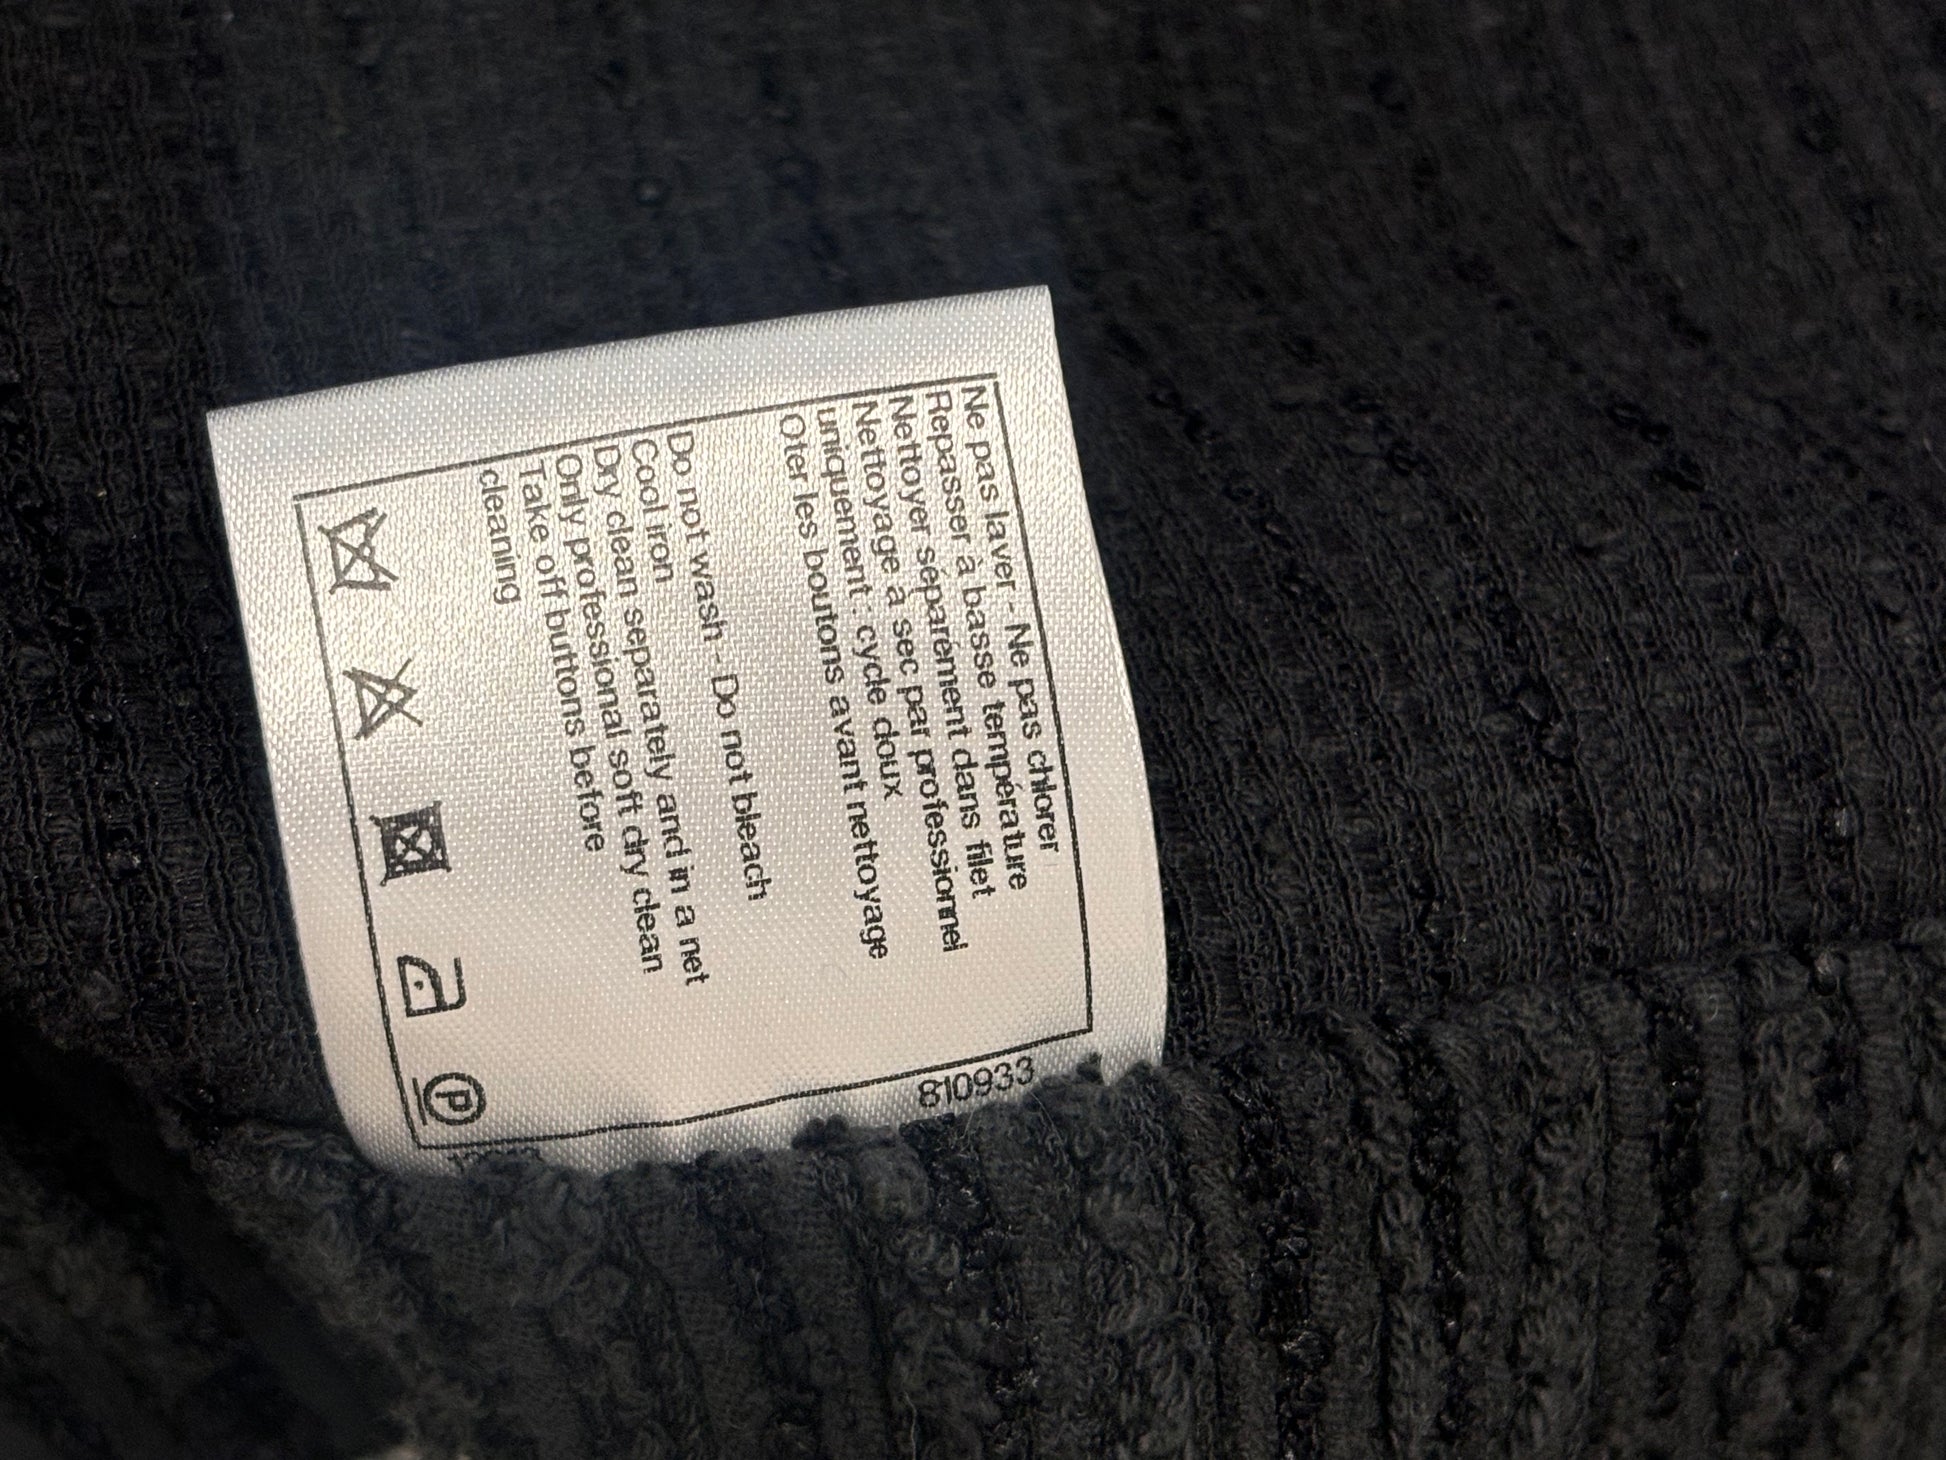 Ne pas laver - Ne pas chlorer
Repasser à basse température
Nettoyer séparément dans filet
Nettoyage a sec par professionnel
uniquement : cycle doux
Oter les boutons avant nettoyage
Do not wash - Do not bleach
Cool iron
Dry clean separately and in a net
Only professional soft dry clean
Take off buttons before
cleaning
P
810933